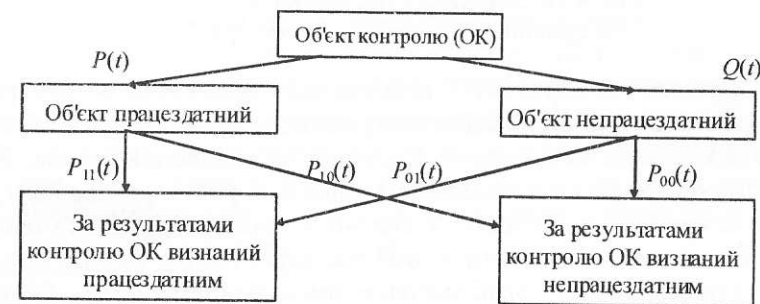 Об'єкт контролю (ОК)
P(t)
Q(t)
Об'єкт працездатний
Об'єкт непрацездатний
P₁₁(t)
P₁₀(t)
P₀₁(t)
P₀₀(t)
За результатами
контролю ОК визнаний
працездатним
За результатами
контролю ОК визнаний
непрацездатним